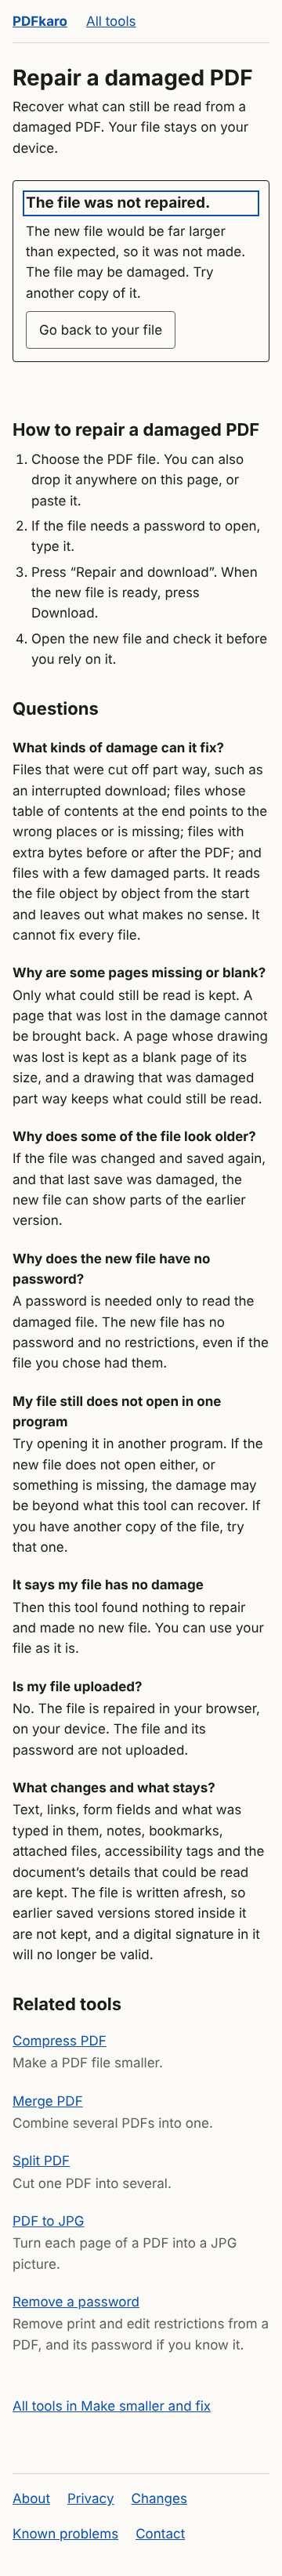 PDFkaro All tools
Repair a damaged PDF
Recover what can still be read from a
damaged PDF. Your file stays on your
device.
The file was not repaired.
The new file would be far larger
than expected, so it was not made.
The file may be damaged. Try
another copy of it.
Go back to your file
How to repair a damaged PDF
1. Choose the PDF file. You can also
drop it anywhere on this page, or
paste it.
2. If the file needs a password to open,
type it.
3. Press “Repair and download”. When
the new file is ready, press
Download.
4. Open the new file and check it before
you rely on it.
Questions
What kinds of damage can it fix?
Files that were cut off part way, such as
an interrupted download; files whose
table of contents at the end points to the
wrong places or is missing; files with
extra bytes before or after the PDF; and
files with a few damaged parts. It reads
the file object by object from the start
and leaves out what makes no sense. It
cannot fix every file.
Why are some pages missing or blank?
Only what could still be read is kept. A
page that was lost in the damage cannot
be brought back. A page whose drawing
was lost is kept as a blank page of its
size, and a drawing that was damaged
part way keeps what could still be read.
Why does some of the file look older?
If the file was changed and saved again,
and that last save was damaged, the
new file can show parts of the earlier
version.
Why does the new file have no
password?
A password is needed only to read the
damaged file. The new file has no
password and no restrictions, even if the
file you chose had them.
My file still does not open in one
program
Try opening it in another program. If the
new file does not open either, or
something is missing, the damage may
be beyond what this tool can recover. If
you have another copy of the file, try
that one.
It says my file has no damage
Then this tool found nothing to repair
and made no new file. You can use your
file as it is.
Is my file uploaded?
No. The file is repaired in your browser,
on your device. The file and its
password are not uploaded.
What changes and what stays?
Text, links, form fields and what was
typed in them, notes, bookmarks,
attached files, accessibility tags and the
document’s details that could be read
are kept. The file is written afresh, so
earlier saved versions stored inside it
are not kept, and a digital signature in it
will no longer be valid.
Related tools
Compress PDF
Make a PDF file smaller.
Merge PDF
Combine several PDFs into one.
Split PDF
Cut one PDF into several.
PDF to JPG
Turn each page of a PDF into a JPG
picture.
Remove a password
Remove print and edit restrictions from a
PDF, and its password if you know it.
All tools in Make smaller and fix
About Privacy Changes
Known problems Contact